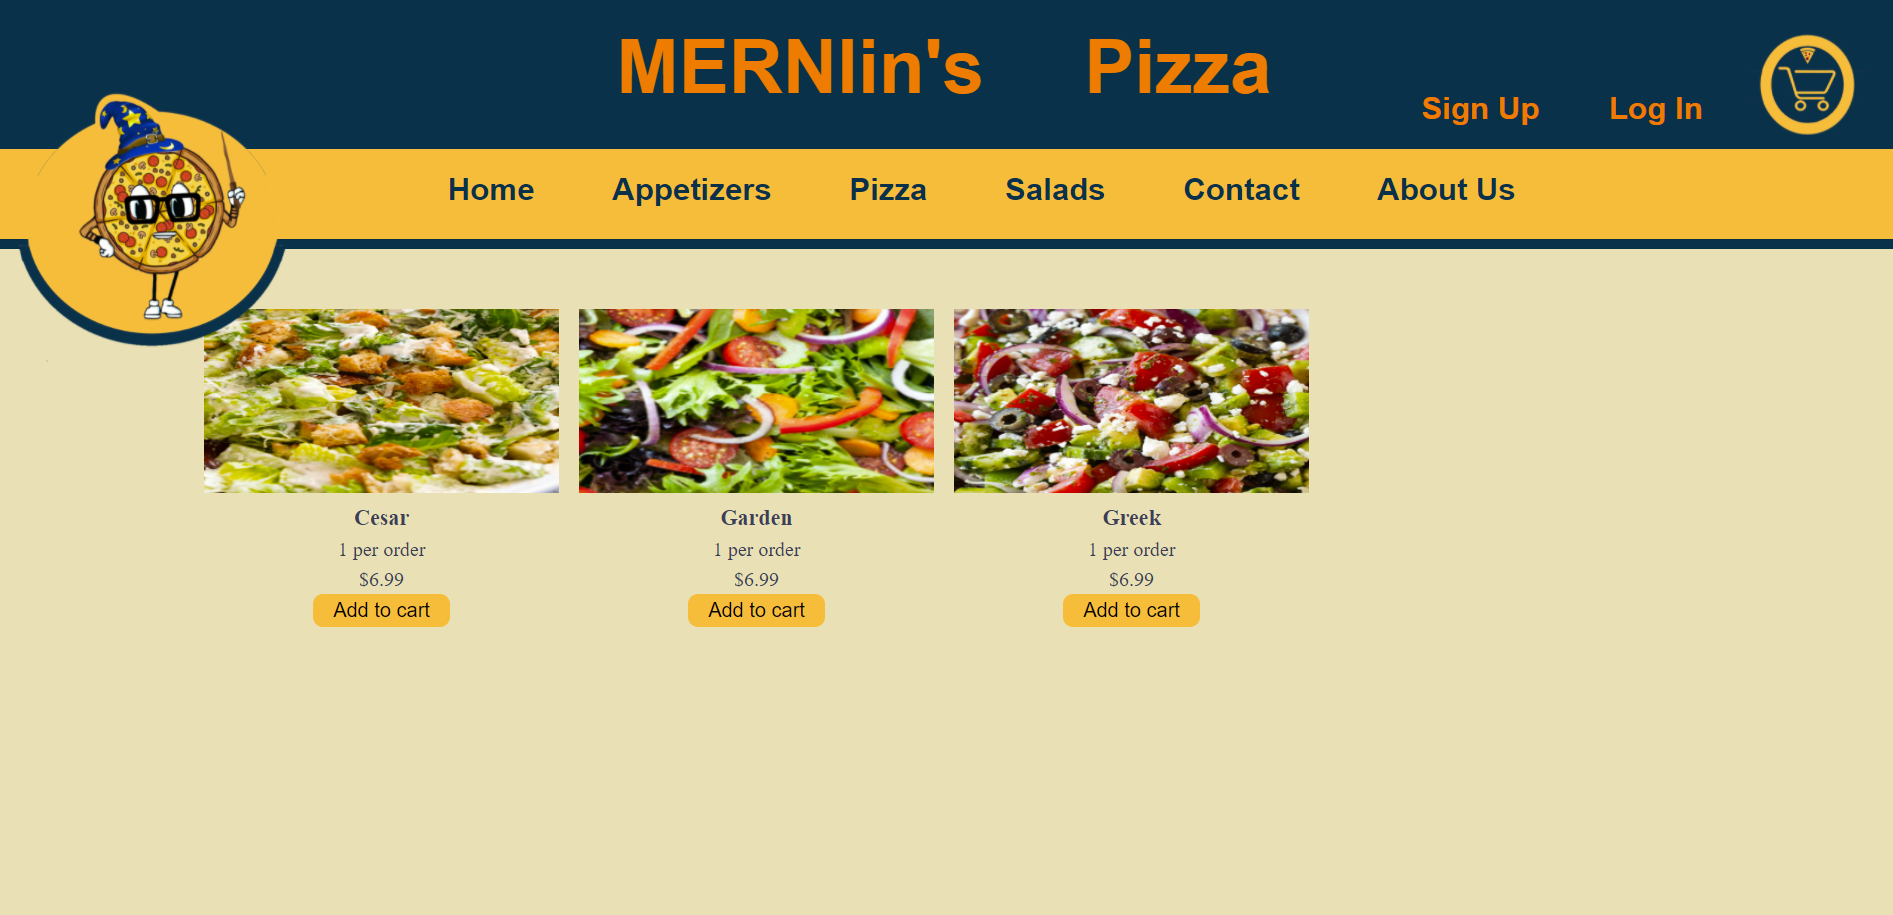 MERNlin's Pizza
Sign Up Log In
Home Appetizers Pizza Salads Contact About Us
Cesar
1 per order
$6.99
Add to cart
Garden
1 per order
$6.99
Add to cart
Greek
1 per order
$6.99
Add to cart